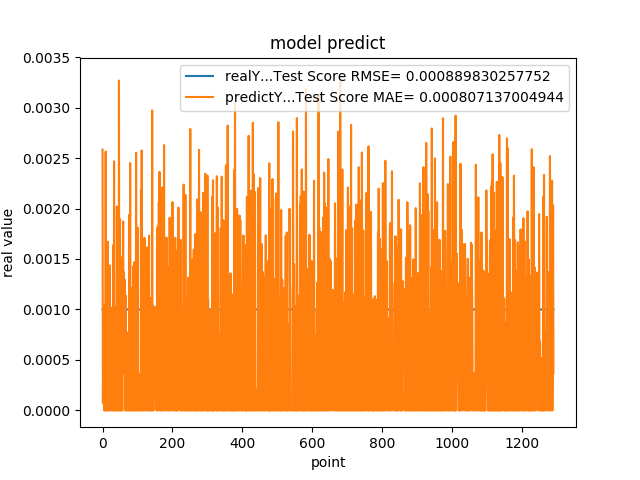 model predict
realY...Test Score RMSE= 0.000889830257752
predictY...Test Score MAE= 0.000807137004944
real value
0.0035
0.0030
0.0025
0.0020
0.0015
0.0010
0.0005
0.0000
0 200 400 600 800 1000 1200
point